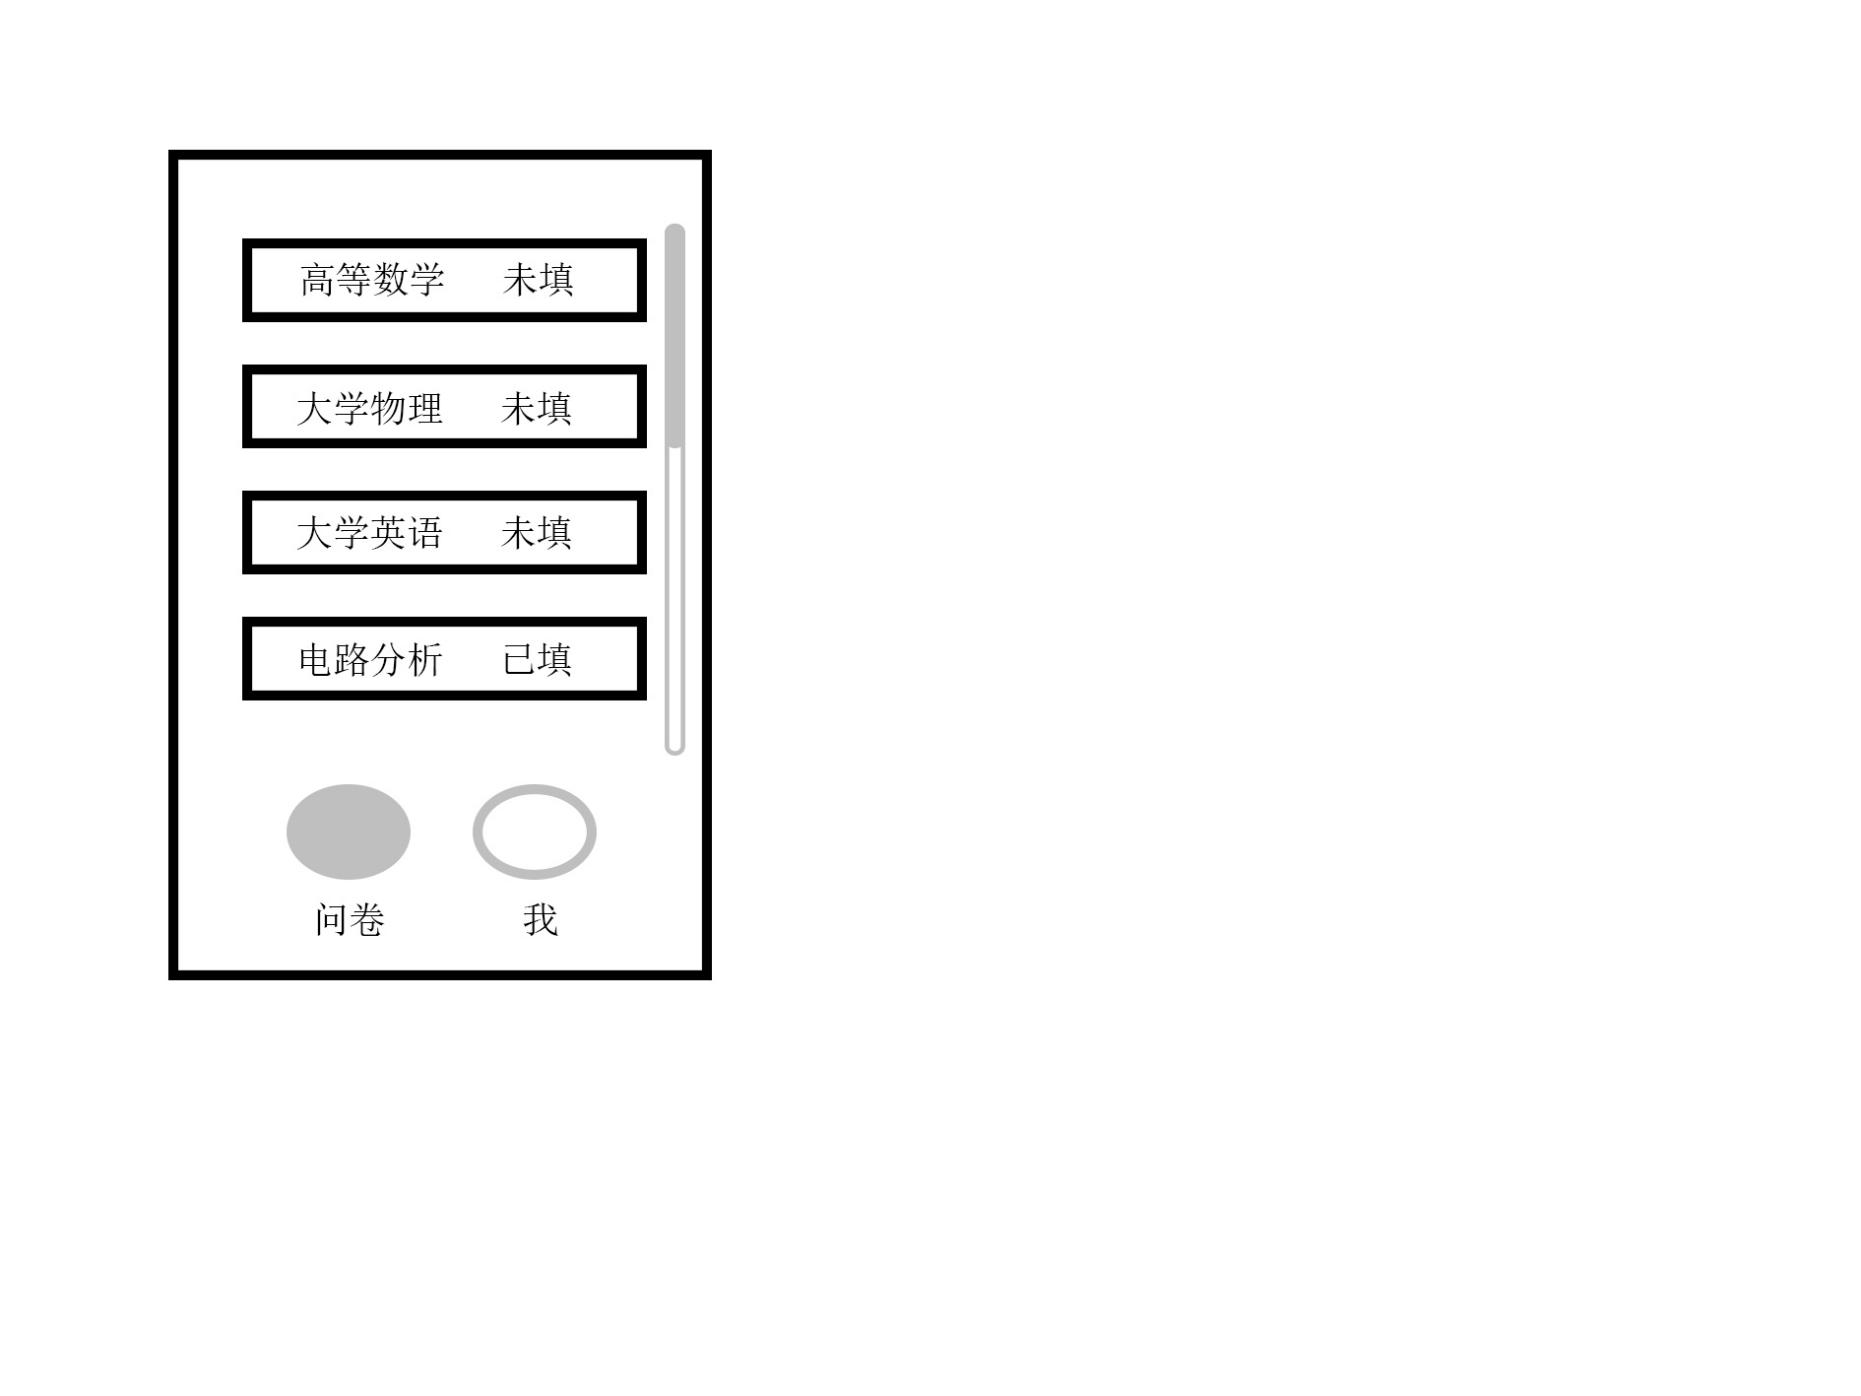 高等数学 未填
大学物理 未填
大学英语 未填
电路分析 已填
问卷 我